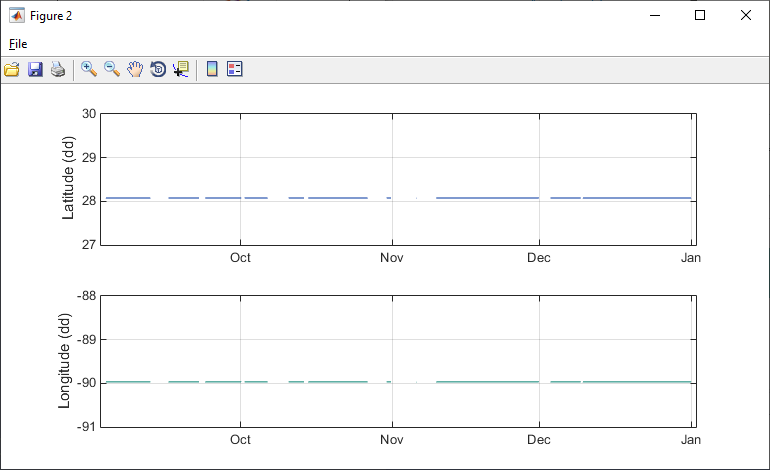 Figure 2
File
30
29
28
27
Latitude (dd)
Oct Nov Dec Jan
-88
-89
-90
-91
Longitude (dd)
Oct Nov Dec Jan